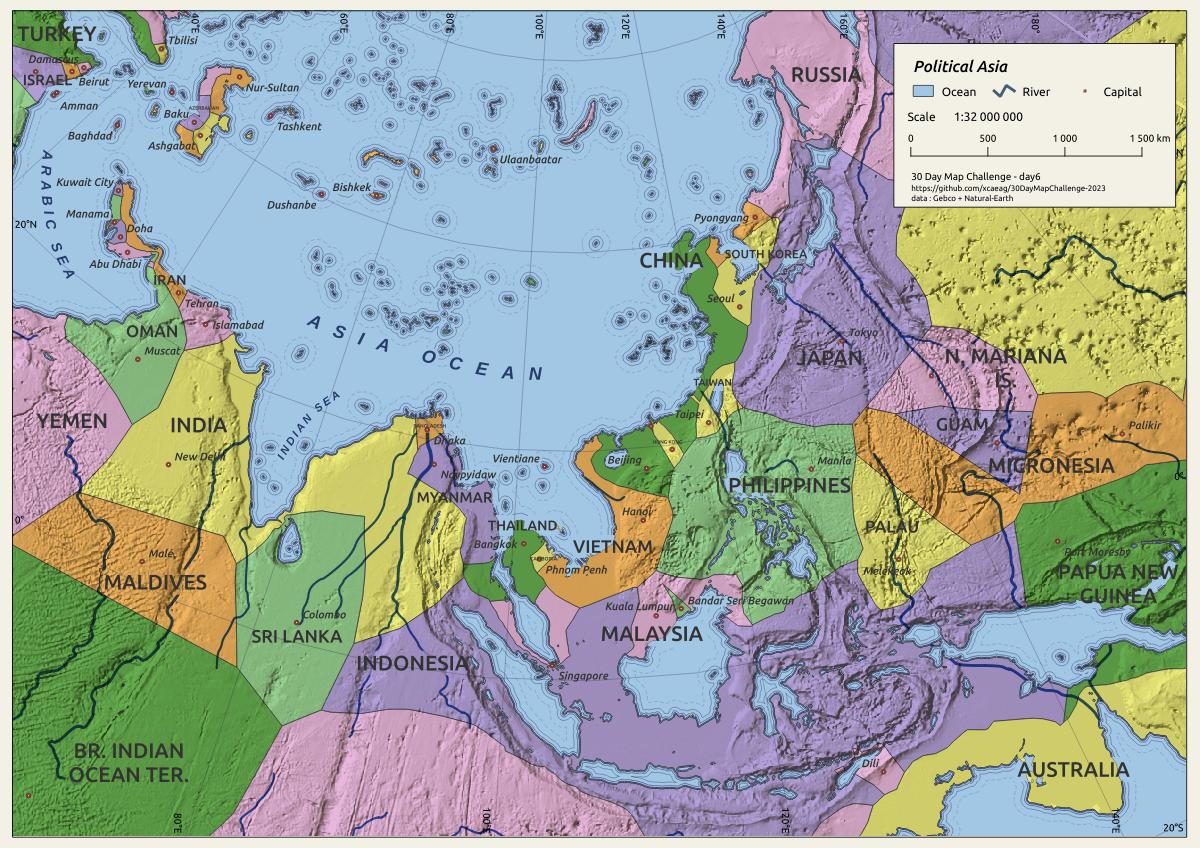 40°E
60°E
80°E
100°E
120°E
140°E
160°E
180°
TURKEY
Tbilisi
Damascus
ISRAEL
Beirut
Yerevan
Nur-Sultan
Amman
AZERBAIJAN
Baku
Tashkent
Baghdad
Ashgabat
Ulaanbaatar
RUSSIA
Political Asia
Ocean
River
Capital
Scale 1:32 000 000
0 500 1 000 1 500 km
30 Day Map Challenge - day6
https://github.com/xcaeag/30DayMapChallenge-2023
data : Gebco + Natural-Earth
N
ARABIC SEA
Kuwait City
Bishkek
Dushanbe
Manama
20°N
Doha
Pyongyang
Abu Dhabi
CHINA
SOUTH KOREA
IRAN
Tehran
Seoul
OMAN
Islamabad
Muscat
ASIA OCEAN
Tokyo
JAPAN
N. MARIANA
IS.
TAIWAN
YEMEN
INDIA
INDIAN SEA
BANGLADESH
Taipei
GUAM
Palikir
Dhaka
HONG KONG
New Delhi
Vientiane
Beijing
Manila
MICRONESIA
Naypyidaw
PHILIPPINES
0°
0°
MYANMAR
Hanoi
THAILAND
PALAU
Bangkok
VIETNAM
Male
CAMBODIA
Phnom Penh
Melekeok
Port Moresby
MALDIVES
PAPUA NEW
GUINEA
Colombo
Kuala Lumpur
Bandar Seri Begawan
SRI LANKA
MALAYSIA
INDONESIA
Singapore
BR. INDIAN
OCEAN TER.
Dili
AUSTRALIA
80°E
100°E
120°E
140°E
20°S